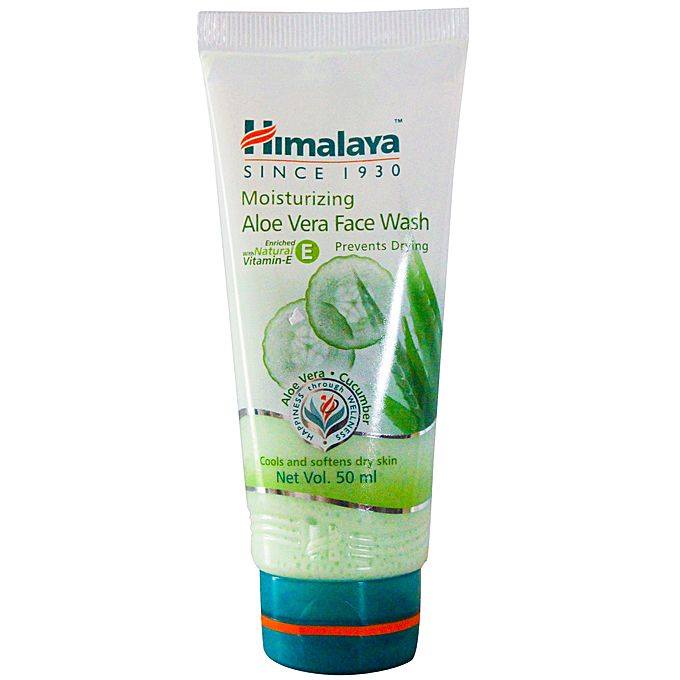 Himalaya™
SINCE 1930
Moisturizing
Aloe Vera Face Wash
Enriched
with Natural E
Vitamin-E
Prevents Drying
Aloe Vera • Cucumber
HAPPINESS through WELLNESS
Cools and softens dry skin
Net Vol. 50 ml